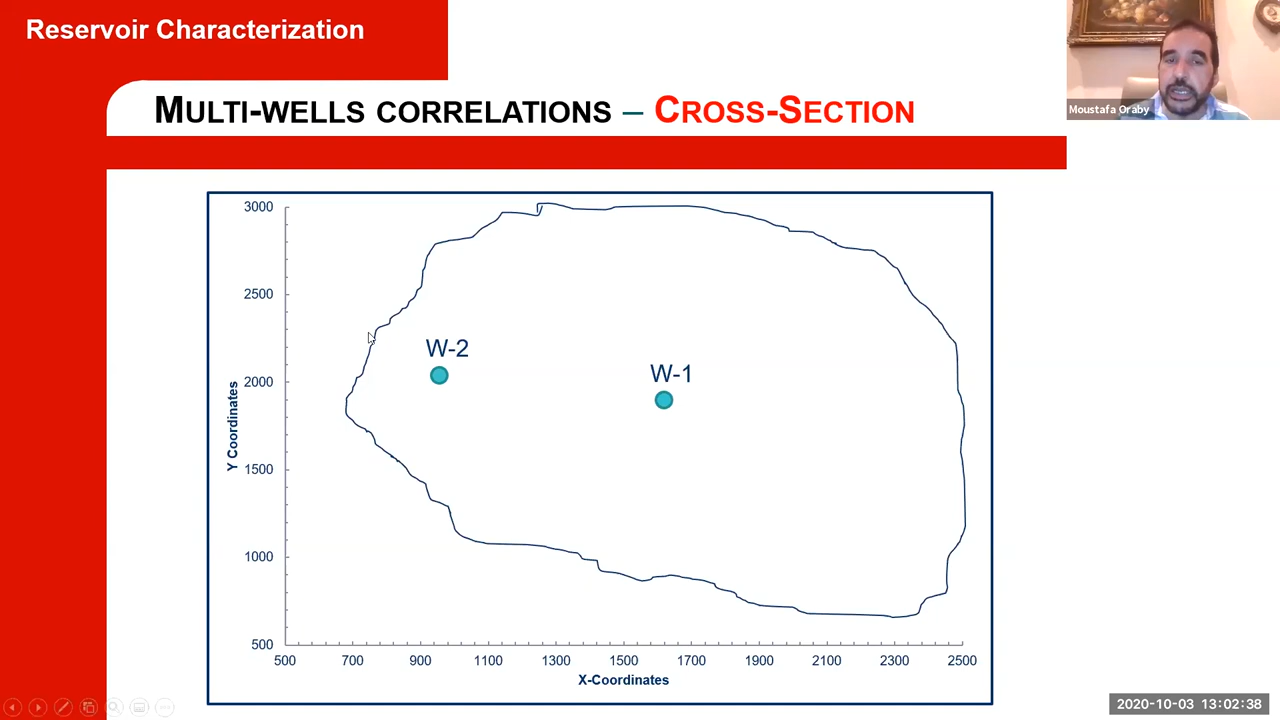 Reservoir Characterization
MULTI-WELLS CORRELATIONS – CROSS-SECTION
Moustafa Oraby
3000
2500
2000
1500
1000
500
Y Coordinates
W-2
W-1
500 700 900 1100 1300 1500 1700 1900 2100 2300 2500
X-Coordinates
2020-10-03 13:02:38